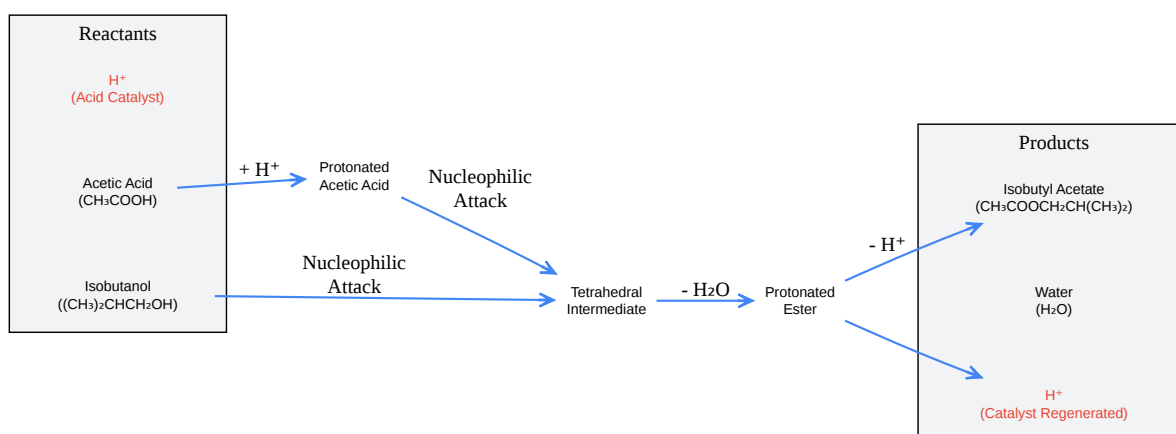 Reactants
H⁺
(Acid Catalyst)
Acetic Acid
(CH₃COOH)
Isobutanol
((CH₃)₂CHCH₂OH)
+ H⁺
Protonated
Acetic Acid
Nucleophilic
Attack
Nucleophilic
Attack
Tetrahedral
Intermediate
- H₂O
Protonated
Ester
- H⁺
Products
Isobutyl Acetate
(CH₃COOCH₂CH(CH₃)₂)
Water
(H₂O)
H⁺
(Catalyst Regenerated)